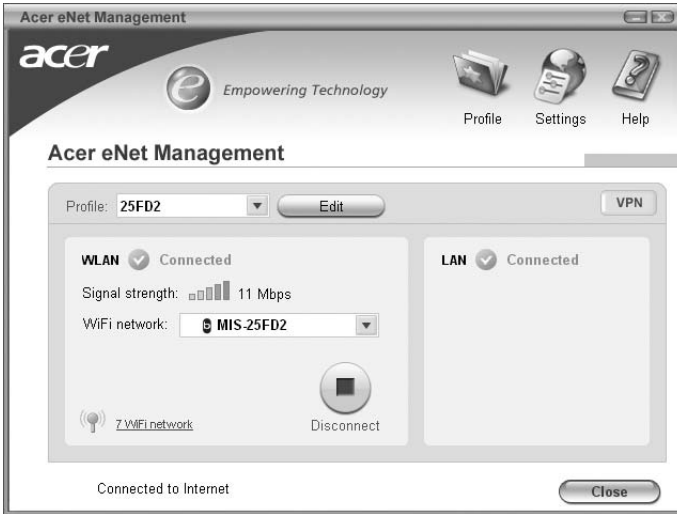 Acer eNet Management
acer
e Empowering Technology
Profile Settings Help
Acer eNet Management
Profile: 25FD2 Edit VPN
WLAN Connected
Signal strength: 11 Mbps
WiFi network: b MIS-25FD2
7 WiFi network
Disconnect
LAN Connected
Connected to Internet
Close